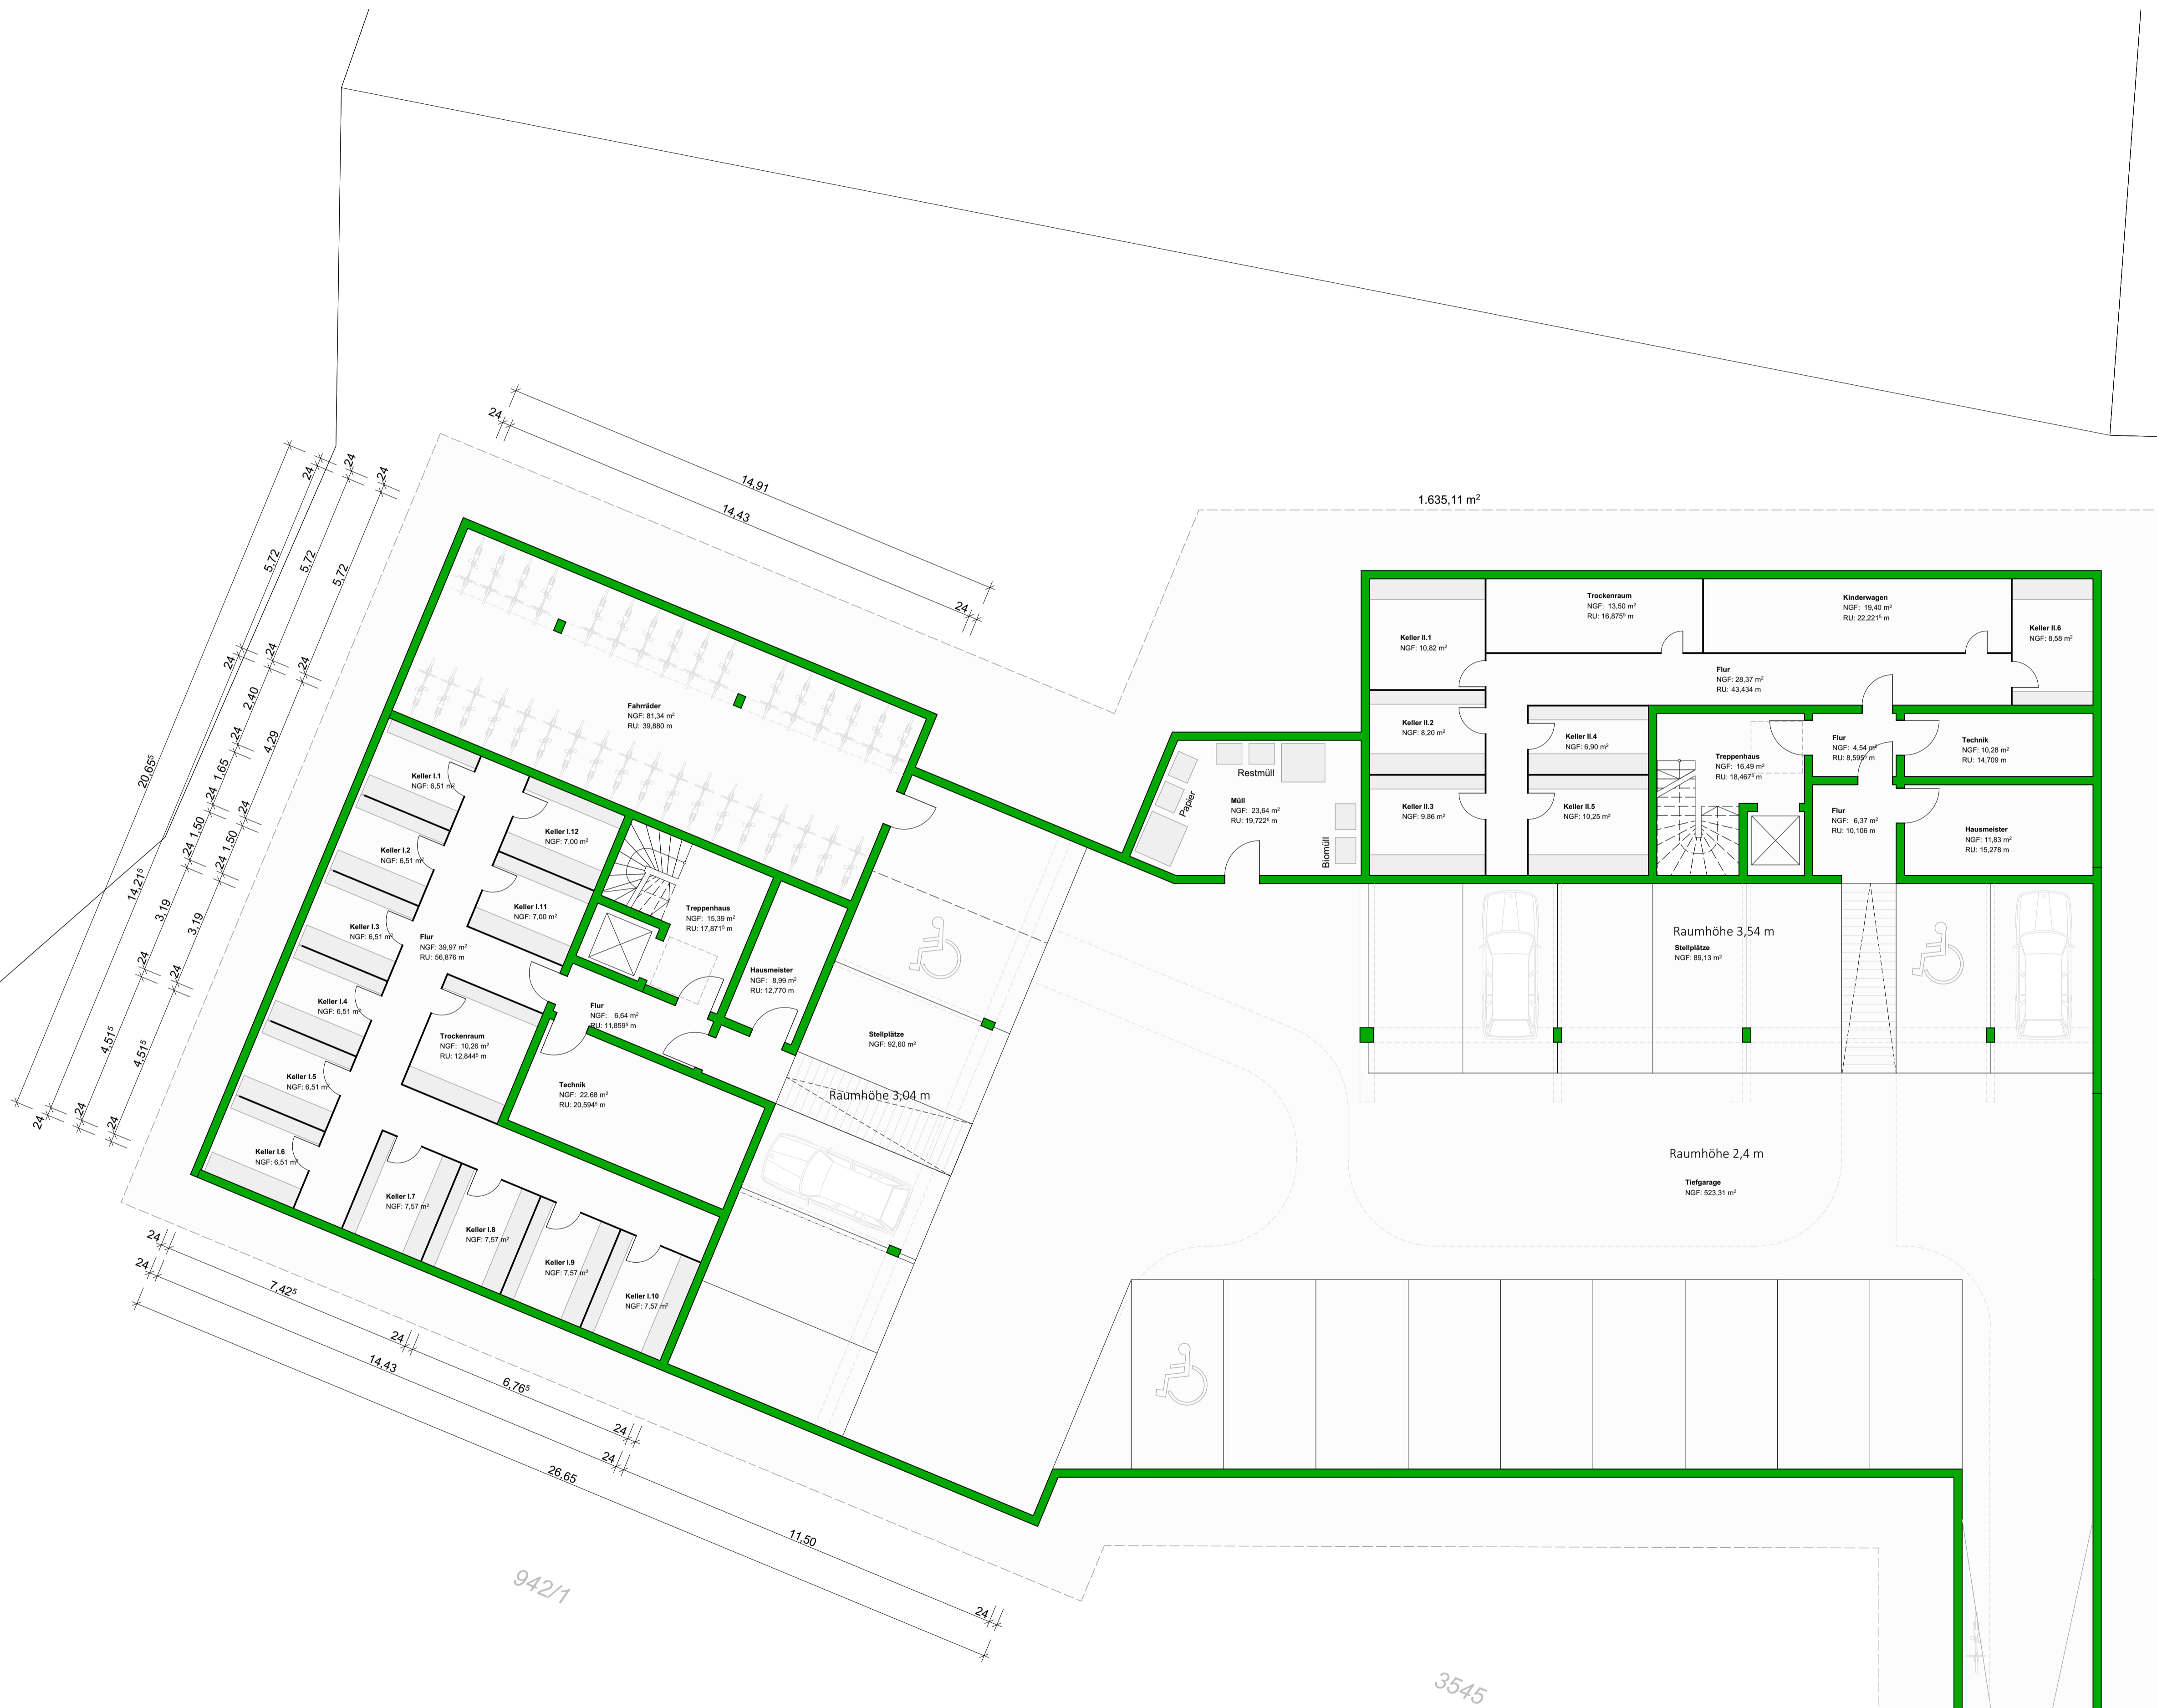 24
14,91
14,43
24
1.635,11 m²
24
24
24
5,72
5,72
5,72
24
24
24
2,40
24
4,29
1,65
24
24
1,50
1,50
24
24
20,65⁵
14,21⁵
3,19
3,19
24
24
4,51⁵
4,51⁵
24
24
24
Fahrräder
NGF: 81,34 m²
RU: 39,880 m
Keller I.1
NGF: 6,51 m²
Keller I.2
NGF: 6,51 m²
Keller I.3
NGF: 6,51 m²
Keller I.4
NGF: 6,51 m²
Keller I.5
NGF: 6,51 m²
Keller I.6
NGF: 6,51 m²
Keller I.7
NGF: 7,57 m²
Keller I.8
NGF: 7,57 m²
Keller I.9
NGF: 7,57 m²
Keller I.10
NGF: 7,57 m²
Keller I.11
NGF: 7,00 m²
Keller I.12
NGF: 7,00 m²
Flur
NGF: 39,97 m²
RU: 56,876 m
Trockenraum
NGF: 10,26 m²
RU: 12,844⁵ m
Treppenhaus
NGF: 15,39 m²
RU: 17,871⁵ m
Hausmeister
NGF: 8,99 m²
RU: 12,770 m
Flur
NGF: 6,64 m²
RU: 11,859⁵ m
Technik
NGF: 22,68 m²
RU: 20,594⁵ m
Stellplätze
NGF: 92,60 m²
Raumhöhe 3,04 m
Papier
Restmüll
Biomüll
Müll
NGF: 23,64 m²
RU: 19,722⁵ m
Keller II.1
NGF: 10,82 m²
Keller II.2
NGF: 8,20 m²
Keller II.3
NGF: 9,86 m²
Keller II.4
NGF: 6,90 m²
Keller II.5
NGF: 10,25 m²
Keller II.6
NGF: 8,58 m²
Trockenraum
NGF: 13,50 m²
RU: 16,875⁵ m
Kinderwagen
NGF: 19,40 m²
RU: 22,221⁵ m
Flur
NGF: 28,37 m²
RU: 43,434 m
Treppenhaus
NGF: 16,49 m²
RU: 18,467⁵ m
Flur
NGF: 4,54 m²
RU: 8,595⁵ m
Technik
NGF: 10,28 m²
RU: 14,709 m
Flur
NGF: 6,37 m²
RU: 10,106 m
Hausmeister
NGF: 11,83 m²
RU: 15,278 m
Raumhöhe 3,54 m
Stellplätze
NGF: 89,13 m²
Raumhöhe 2,4 m
Tiefgarage
NGF: 523,31 m²
24
24
7,42⁵
24
14,43
6,76⁵
24
24
26,65
11,50
24
942/1
3545